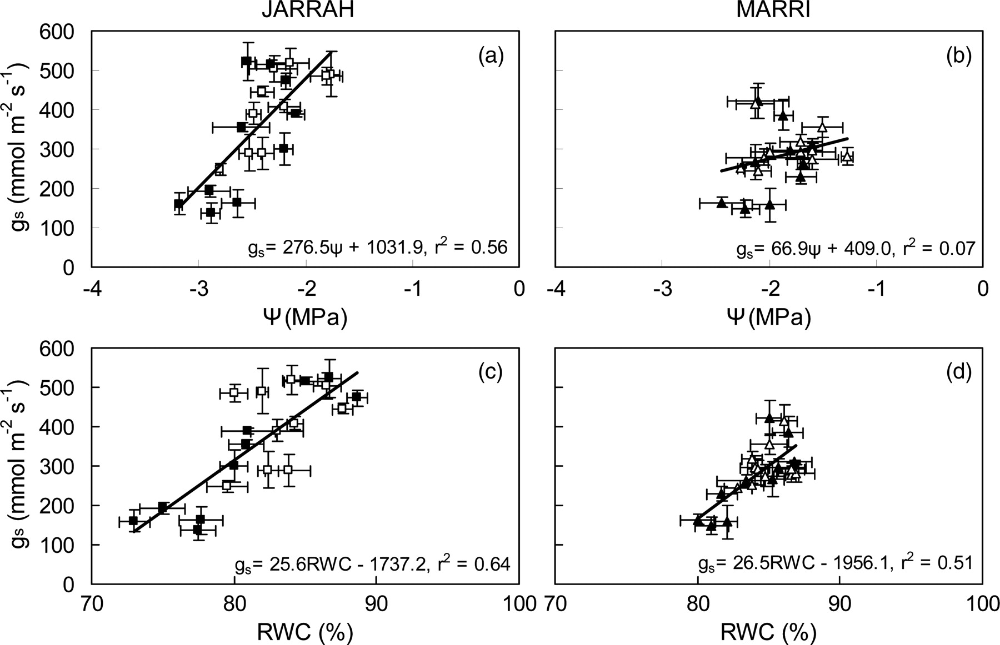 JARRAH MARRI
600
500
400
300
200
100
0
gs (mmol m-2 s-1)
(a)
gs= 276.5ψ + 1031.9, r2 = 0.56
-4 -3 -2 -1 0
Ψ(MPa)
(b)
gs= 66.9ψ + 409.0, r2 = 0.07
-4 -3 -2 -1 0
Ψ(MPa)
600
500
400
300
200
100
0
gs (mmol m-2 s-1)
(c)
gs= 25.6RWC - 1737.2, r2 = 0.64
70 80 90 100
RWC (%)
(d)
gs= 26.5RWC - 1956.1, r2 = 0.51
70 80 90 100
RWC (%)